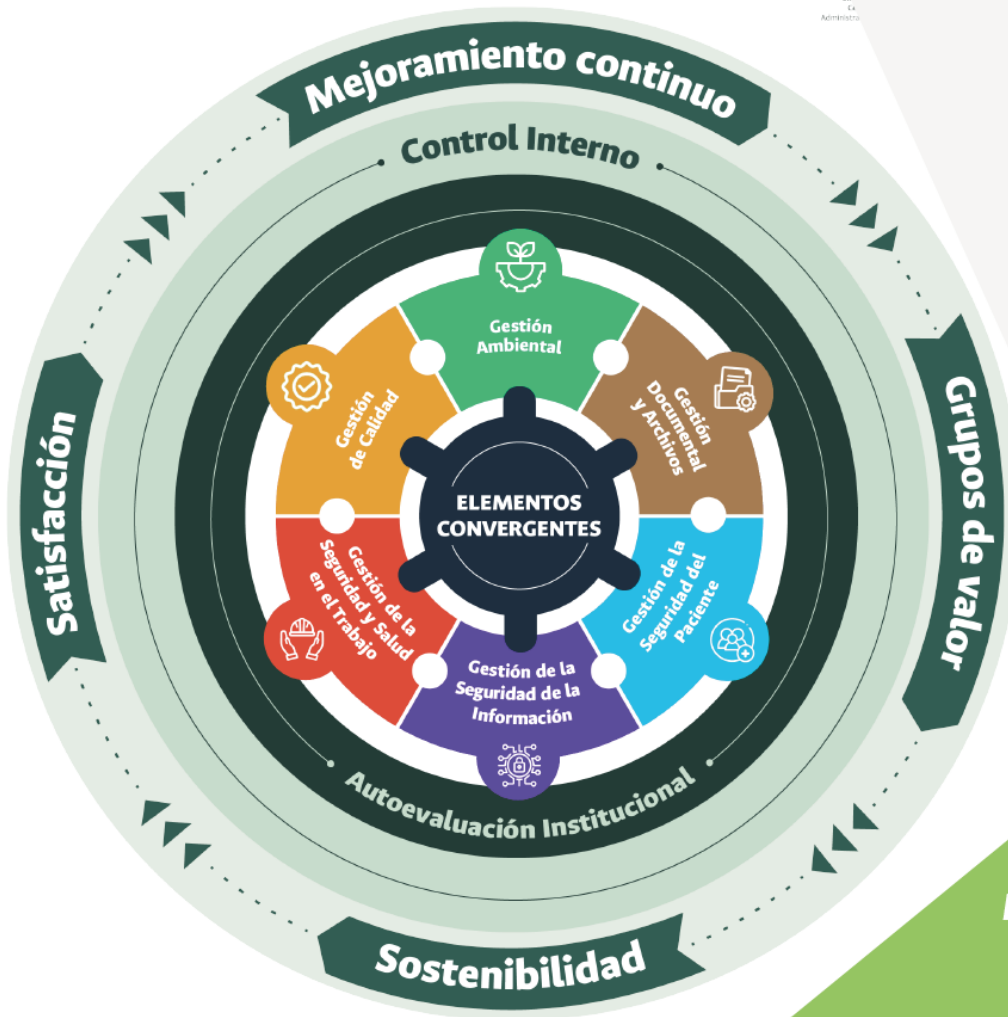 Administra
Mejoramiento continuo
Control Interno
Gestión
Ambiental
Gestión
Documental
y Archivos
Gestión de la
Seguridad del
Paciente
Gestión de la
Seguridad de la
Información
Gestión de la
Seguridad y Salud
en el Trabajo
Gestión
de Calidad
ELEMENTOS
CONVERGENTES
Autoevaluación Institucional
Grupos de valor
Sostenibilidad
Satisfacción